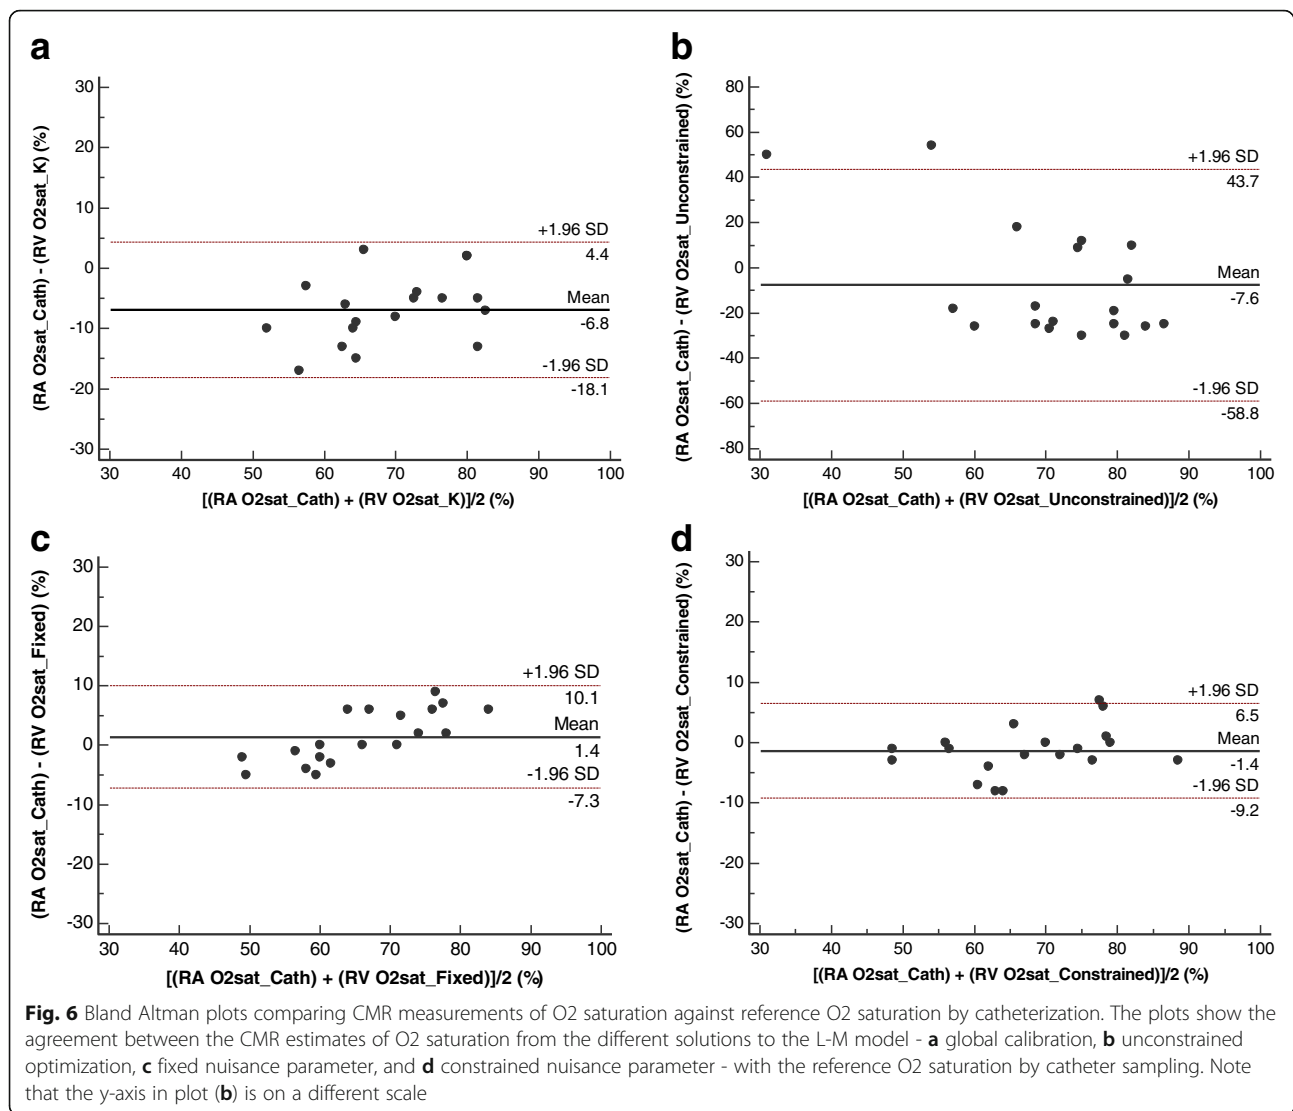 a
(RA O2sat_Cath) - (RV O2sat_K) (%)
30
20
10
0
-10
-20
-30
+1.96 SD
4.4
Mean
-6.8
-1.96 SD
-18.1
30 40 50 60 70 80 90 100
[(RA O2sat_Cath) + (RV O2sat_K)]/2 (%)
b
(RA O2sat_Cath) - (RV O2sat_Unconstrained) (%)
80
60
40
20
0
-20
-40
-60
-80
+1.96 SD
43.7
Mean
-7.6
-1.96 SD
-58.8
30 40 50 60 70 80 90 100
[(RA O2sat_Cath) + (RV O2sat_Unconstrained)]/2 (%)
c
(RA O2sat_Cath) - (RV O2sat_Fixed) (%)
30
20
10
0
-10
-20
-30
+1.96 SD
10.1
Mean
1.4
-1.96 SD
-7.3
30 40 50 60 70 80 90 100
[(RA O2sat_Cath) + (RV O2sat_Fixed)]/2 (%)
d
(RA O2sat_Cath) - (RV O2sat_Constrained) (%)
30
20
10
0
-10
-20
-30
+1.96 SD
6.5
Mean
-1.4
-1.96 SD
-9.2
30 40 50 60 70 80 90 100
[(RA O2sat_Cath) + (RV O2sat_Constrained)]/2 (%)
Fig. 6 Bland Altman plots comparing CMR measurements of O2 saturation against reference O2 saturation by catheterization. The plots show the
agreement between the CMR estimates of O2 saturation from the different solutions to the L-M model - a global calibration, b unconstrained
optimization, c fixed nuisance parameter, and d constrained nuisance parameter - with the reference O2 saturation by catheter sampling. Note
that the y-axis in plot (b) is on a different scale